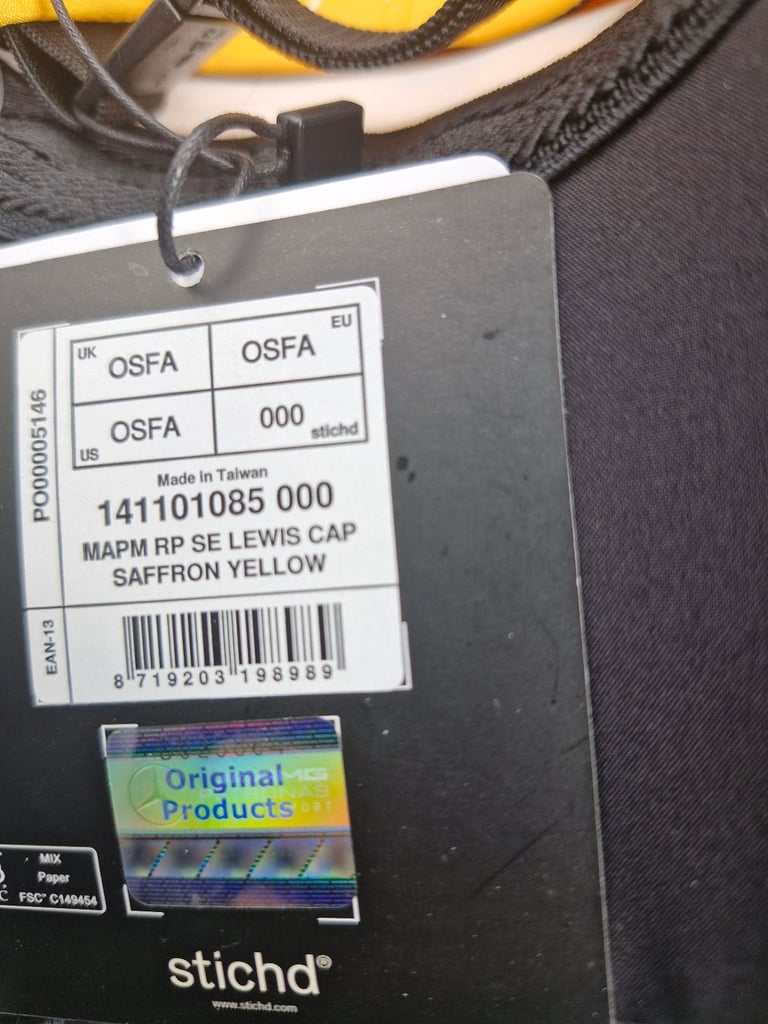 UK OSFA
OSFA EU
US OSFA
000 stichd
PO00005146
Made in Taiwan
141101085 000
MAPM RP SE LEWIS CAP
SAFFRON YELLOW
EAN-13
8 719203 198989
Original
Products
MIX
Paper
FSC® C149454
stichd®
www.stichd.com